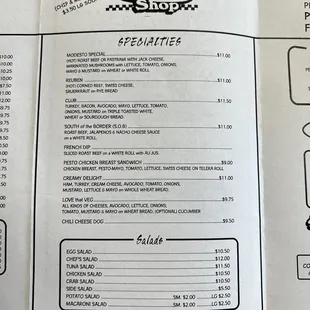 Shop
SPECIALTIES
MODESTO SPECIAL $11.00
(HOT) ROAST BEEF OR PASTRAMI WITH JACK CHEESE,
MARINATED MUSHROOMS with LETTUCE, TOMATO, ONIONS,
MAYO & MUSTARD on WHEAT or WHITE ROLL
REUBEN $11.00
(HOT) CORNED BEEF, SWISS CHEESE,
SAUERKRAUT on RYE BREAD
CLUB $11.50
TURKEY, BACON, AVOCADO, MAYO, LETTUCE, TOMATO,
ONIONS, MUSTARD on TRIPLE TOASTED WHITE,
WHEAT or SOURDOUGH BREAD.
SOUTH of the BORDER (S.O.B) $11.00
ROAST BEEF, JALAPENOS & NACHO CHEESE SAUCE
on a WHITE ROLL.
FRENCH DIP
SLICED ROAST BEEF on a WHITE ROLL with AU JUS.
PESTO CHICKEN BREAST SANDWICH $9.00
CHICKEN BREAST, PESTO-MAYO, TOMATO, LETTUCE, ONIONS, SWISS CHEESE on TELERA ROLL
CREAMY DELIGHT $11.00
HAM, TURKEY, CREAM CHEESE, AVOCADO, TOMATO, ONIONS,
MUSTARD, LETTUCE & MAYO on WHEAT BREAD.
LOVE that VEG $9.75
ALL KINDS OF CHEESES, AVOCADO, LETTUCE, ONIONS,
TOMATO, MUSTARD & MAYO on WHOLE WHEAT BREAD, (OPTIONAL) CUCUMBER
CHILI CHEESE DOG $9.50
Salads
EGG SALAD $10.50
CHEF'S SALAD $12.00
TUNA SALAD $11.50
CHICKEN SALAD $10.50
CRAB SALAD $10.50
SIDE SALAD $5.50
POTATO SALAD SM. $2.00 LG $2.50
MACARONI SALAD SM. $2.00 LG $2.50